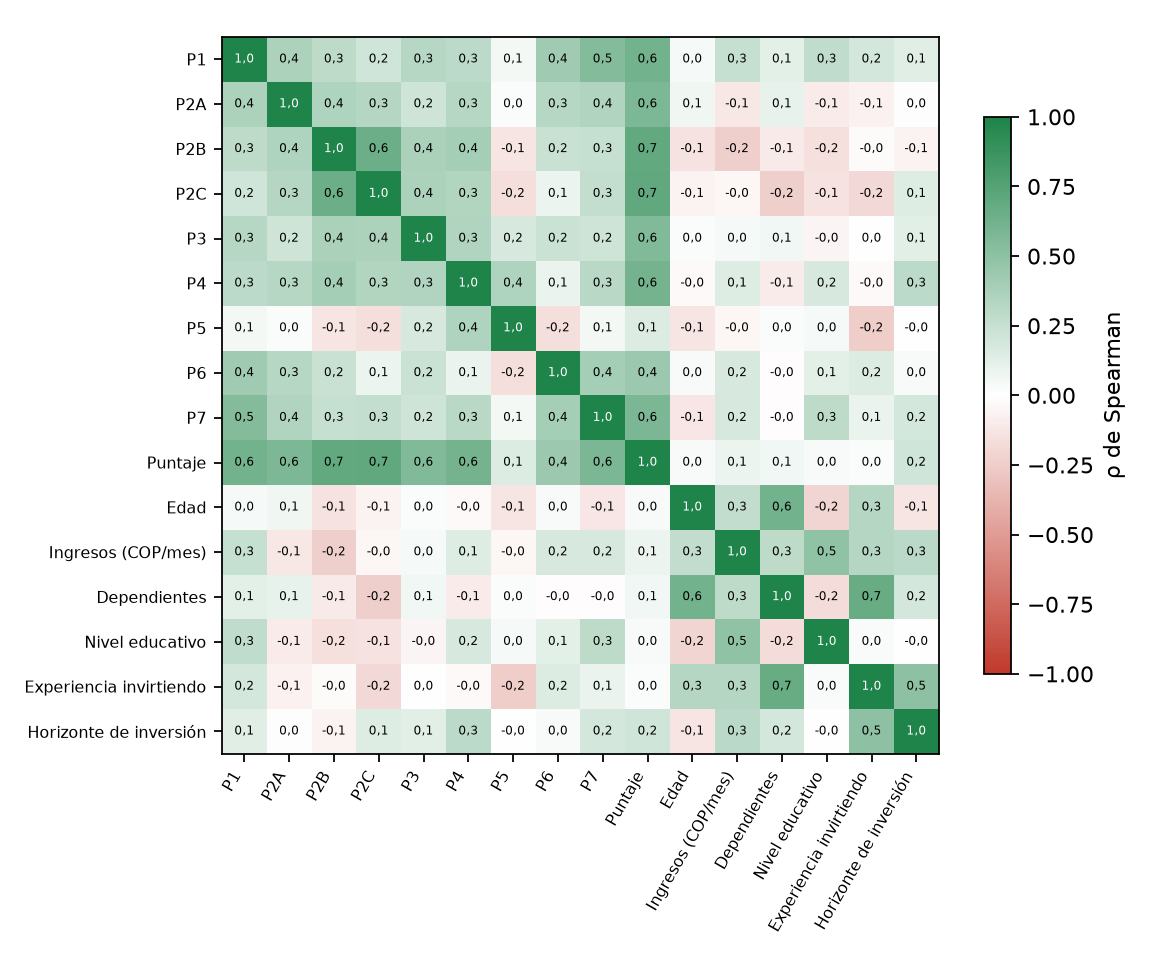 P1 1,0 0,4 0,3 0,2 0,3 0,3 0,1 0,4 0,5 0,6 0,0 0,3 0,1 0,3 0,2 0,1
P2A 0,4 1,0 0,4 0,3 0,2 0,3 0,0 0,3 0,4 0,6 0,1 -0,1 0,1 -0,1 -0,1 0,0
P2B 0,3 0,4 1,0 0,6 0,4 0,4 -0,1 0,2 0,3 0,7 -0,1 -0,2 -0,1 -0,2 -0,0 -0,1
P2C 0,2 0,3 0,6 1,0 0,4 0,3 -0,2 0,1 0,3 0,7 -0,1 -0,0 -0,2 -0,1 -0,2 0,1
P3 0,3 0,2 0,4 0,4 1,0 0,3 0,2 0,2 0,2 0,6 0,0 0,0 0,1 -0,0 0,0 0,1
P4 0,3 0,3 0,4 0,3 0,3 1,0 0,4 0,1 0,3 0,6 -0,0 0,1 -0,1 0,2 -0,0 0,3
P5 0,1 0,0 -0,1 -0,2 0,2 0,4 1,0 -0,2 0,1 0,1 -0,1 -0,0 0,0 0,0 -0,2 -0,0
P6 0,4 0,3 0,2 0,1 0,2 0,1 -0,2 1,0 0,4 0,4 0,0 0,2 -0,0 0,1 0,2 0,0
P7 0,5 0,4 0,3 0,3 0,2 0,3 0,1 0,4 1,0 0,6 -0,1 0,2 -0,0 0,3 0,1 0,2
Puntaje 0,6 0,6 0,7 0,7 0,6 0,6 0,1 0,4 0,6 1,0 0,0 0,1 0,1 0,0 0,0 0,2
Edad 0,0 0,1 -0,1 -0,1 0,0 -0,0 -0,1 0,0 -0,1 0,0 1,0 0,3 0,6 -0,2 0,3 -0,1
Ingresos (COP/mes) 0,3 -0,1 -0,2 -0,0 0,0 0,1 -0,0 0,2 0,2 0,1 0,3 1,0 0,3 0,5 0,3 0,3
Dependientes 0,1 0,1 -0,1 -0,2 0,1 -0,1 0,0 -0,0 -0,0 0,1 0,6 0,3 1,0 -0,2 0,7 0,2
Nivel educativo 0,3 -0,1 -0,2 -0,1 -0,0 0,2 0,0 0,1 0,3 0,0 -0,2 0,5 -0,2 1,0 0,0 -0,0
Experiencia invirtiendo 0,2 -0,1 -0,0 -0,2 0,0 -0,0 -0,2 0,2 0,1 0,0 0,3 0,3 0,7 0,0 1,0 0,5
Horizonte de inversión 0,1 0,0 -0,1 0,1 0,1 0,3 -0,0 0,0 0,2 0,2 -0,1 0,3 0,2 -0,0 0,5 1,0
P1
P2A
P2B
P2C
P3
P4
P5
P6
P7
Puntaje
Edad
Ingresos (COP/mes)
Dependientes
Nivel educativo
Experiencia invirtiendo
Horizonte de inversión
1.00
0.75
0.50
0.25
0.00
−0.25
−0.50
−0.75
−1.00
ρ de Spearman